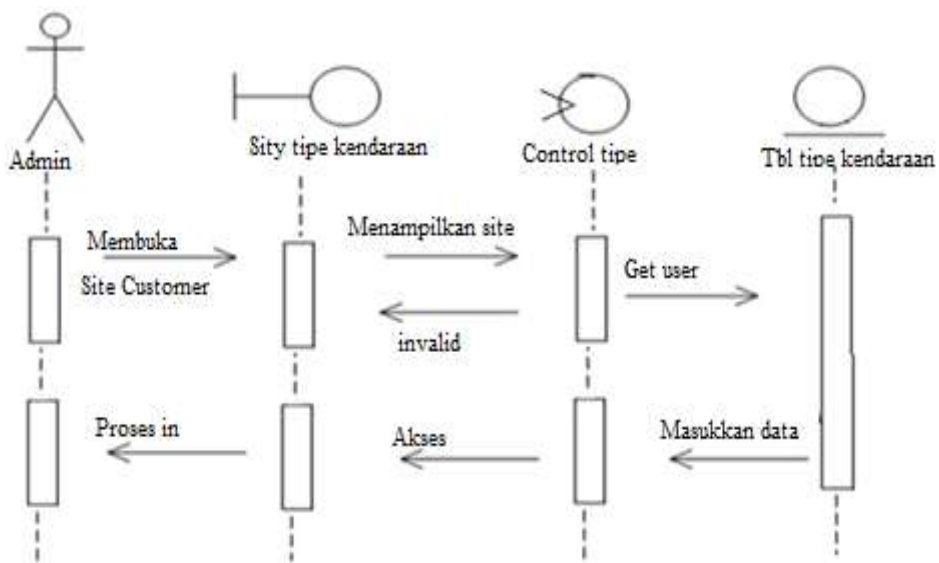 Admin
Sity tipe kendaraan
Control tipe
Tbl tipe kendaraan
Membuka
Site Customer
Menampilkan site
Get user
invalid
Proses in
Akses
Masukkan data